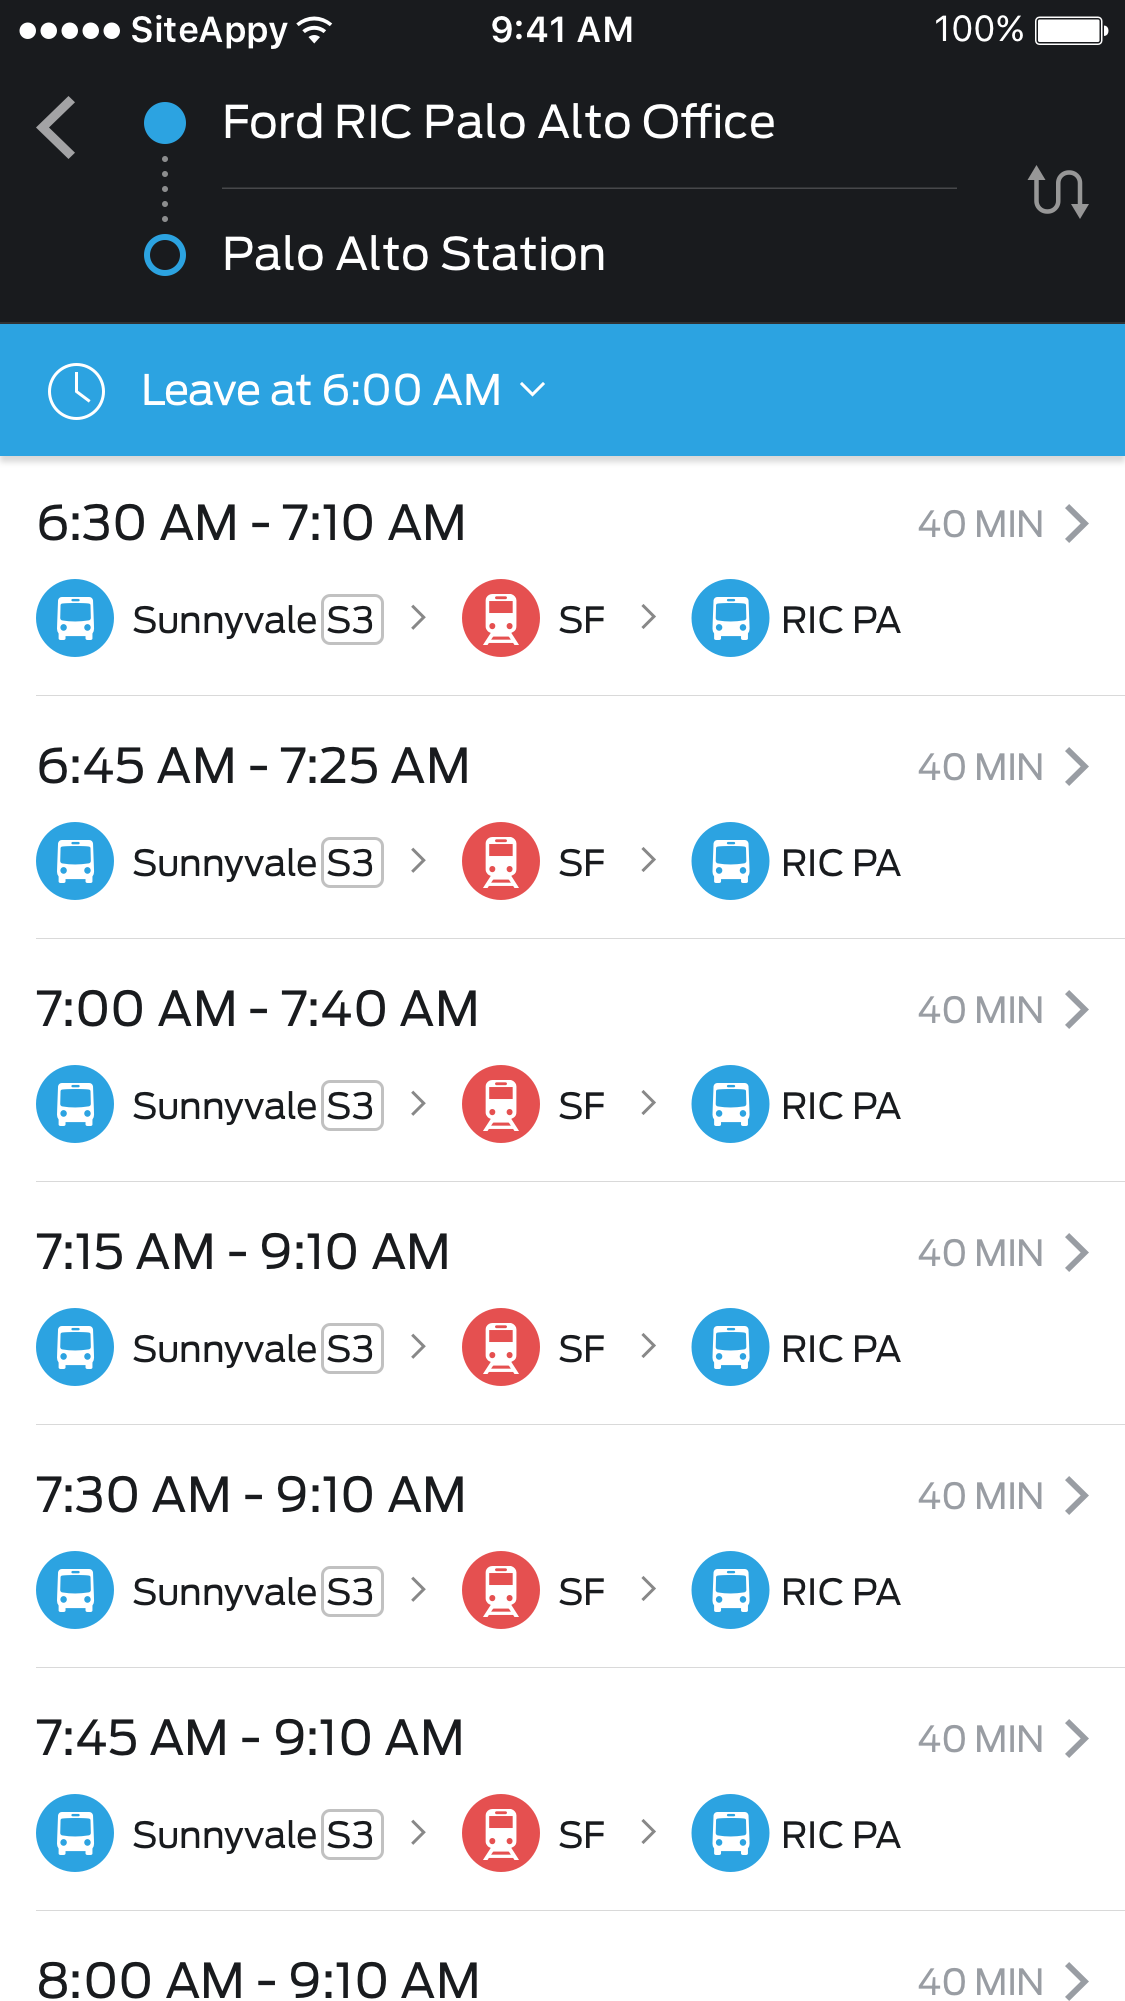 SiteAppy 9:41 AM 100%
Ford RIC Palo Alto Office
Palo Alto Station
Leave at 6:00 AM
6:30 AM - 7:10 AM 40 MIN
Sunnyvale S3 > SF > RIC PA
6:45 AM - 7:25 AM 40 MIN
Sunnyvale S3 > SF > RIC PA
7:00 AM - 7:40 AM 40 MIN
Sunnyvale S3 > SF > RIC PA
7:15 AM - 9:10 AM 40 MIN
Sunnyvale S3 > SF > RIC PA
7:30 AM - 9:10 AM 40 MIN
Sunnyvale S3 > SF > RIC PA
7:45 AM - 9:10 AM 40 MIN
Sunnyvale S3 > SF > RIC PA
8:00 AM - 9:10 AM 40 MIN